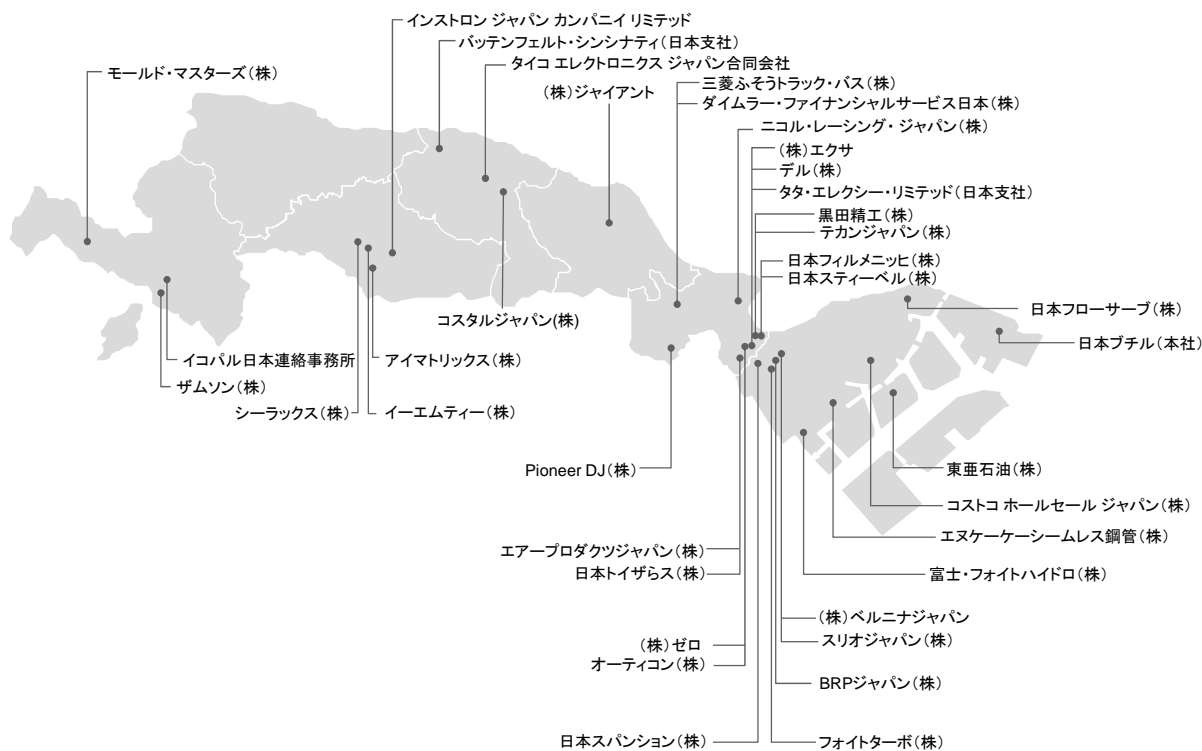 インストロン ジャパン カンパニイ リミテッド
バッテンフェルト・シンシナティ(日本支社)
タイコ エレクトロニクス ジャパン合同会社
モールド・マスターズ(株)
(株)ジャイアント
三菱ふそうトラック・バス(株)
ダイムラー・ファイナンシャルサービス日本(株)
ニコル・レーシング・ジャパン(株)
(株)エクサ
デル(株)
タタ・エレクシー・リミテッド(日本支社)
黒田精工(株)
テカンジャパン(株)
日本フィルメニッヒ(株)
日本スティーベル(株)
日本フローサーブ(株)
日本ブチル(本社)
コスタルジャパン(株)
イコパル日本連絡事務所
アイマトリックス(株)
ザムソン(株)
シーラックス(株)
イーエムティー(株)
Pioneer DJ(株)
東亜石油(株)
コストコ ホールセール ジャパン(株)
エヌケーケーシームレス鋼管(株)
エアープロダクツジャパン(株)
日本トイザらス(株)
富士・フォイトハイドロ(株)
(株)ベルニナジャパン
スリオジャパン(株)
(株)ゼロ
オーティコン(株)
BRPジャパン(株)
日本スパンション(株)
フォイトターボ(株)